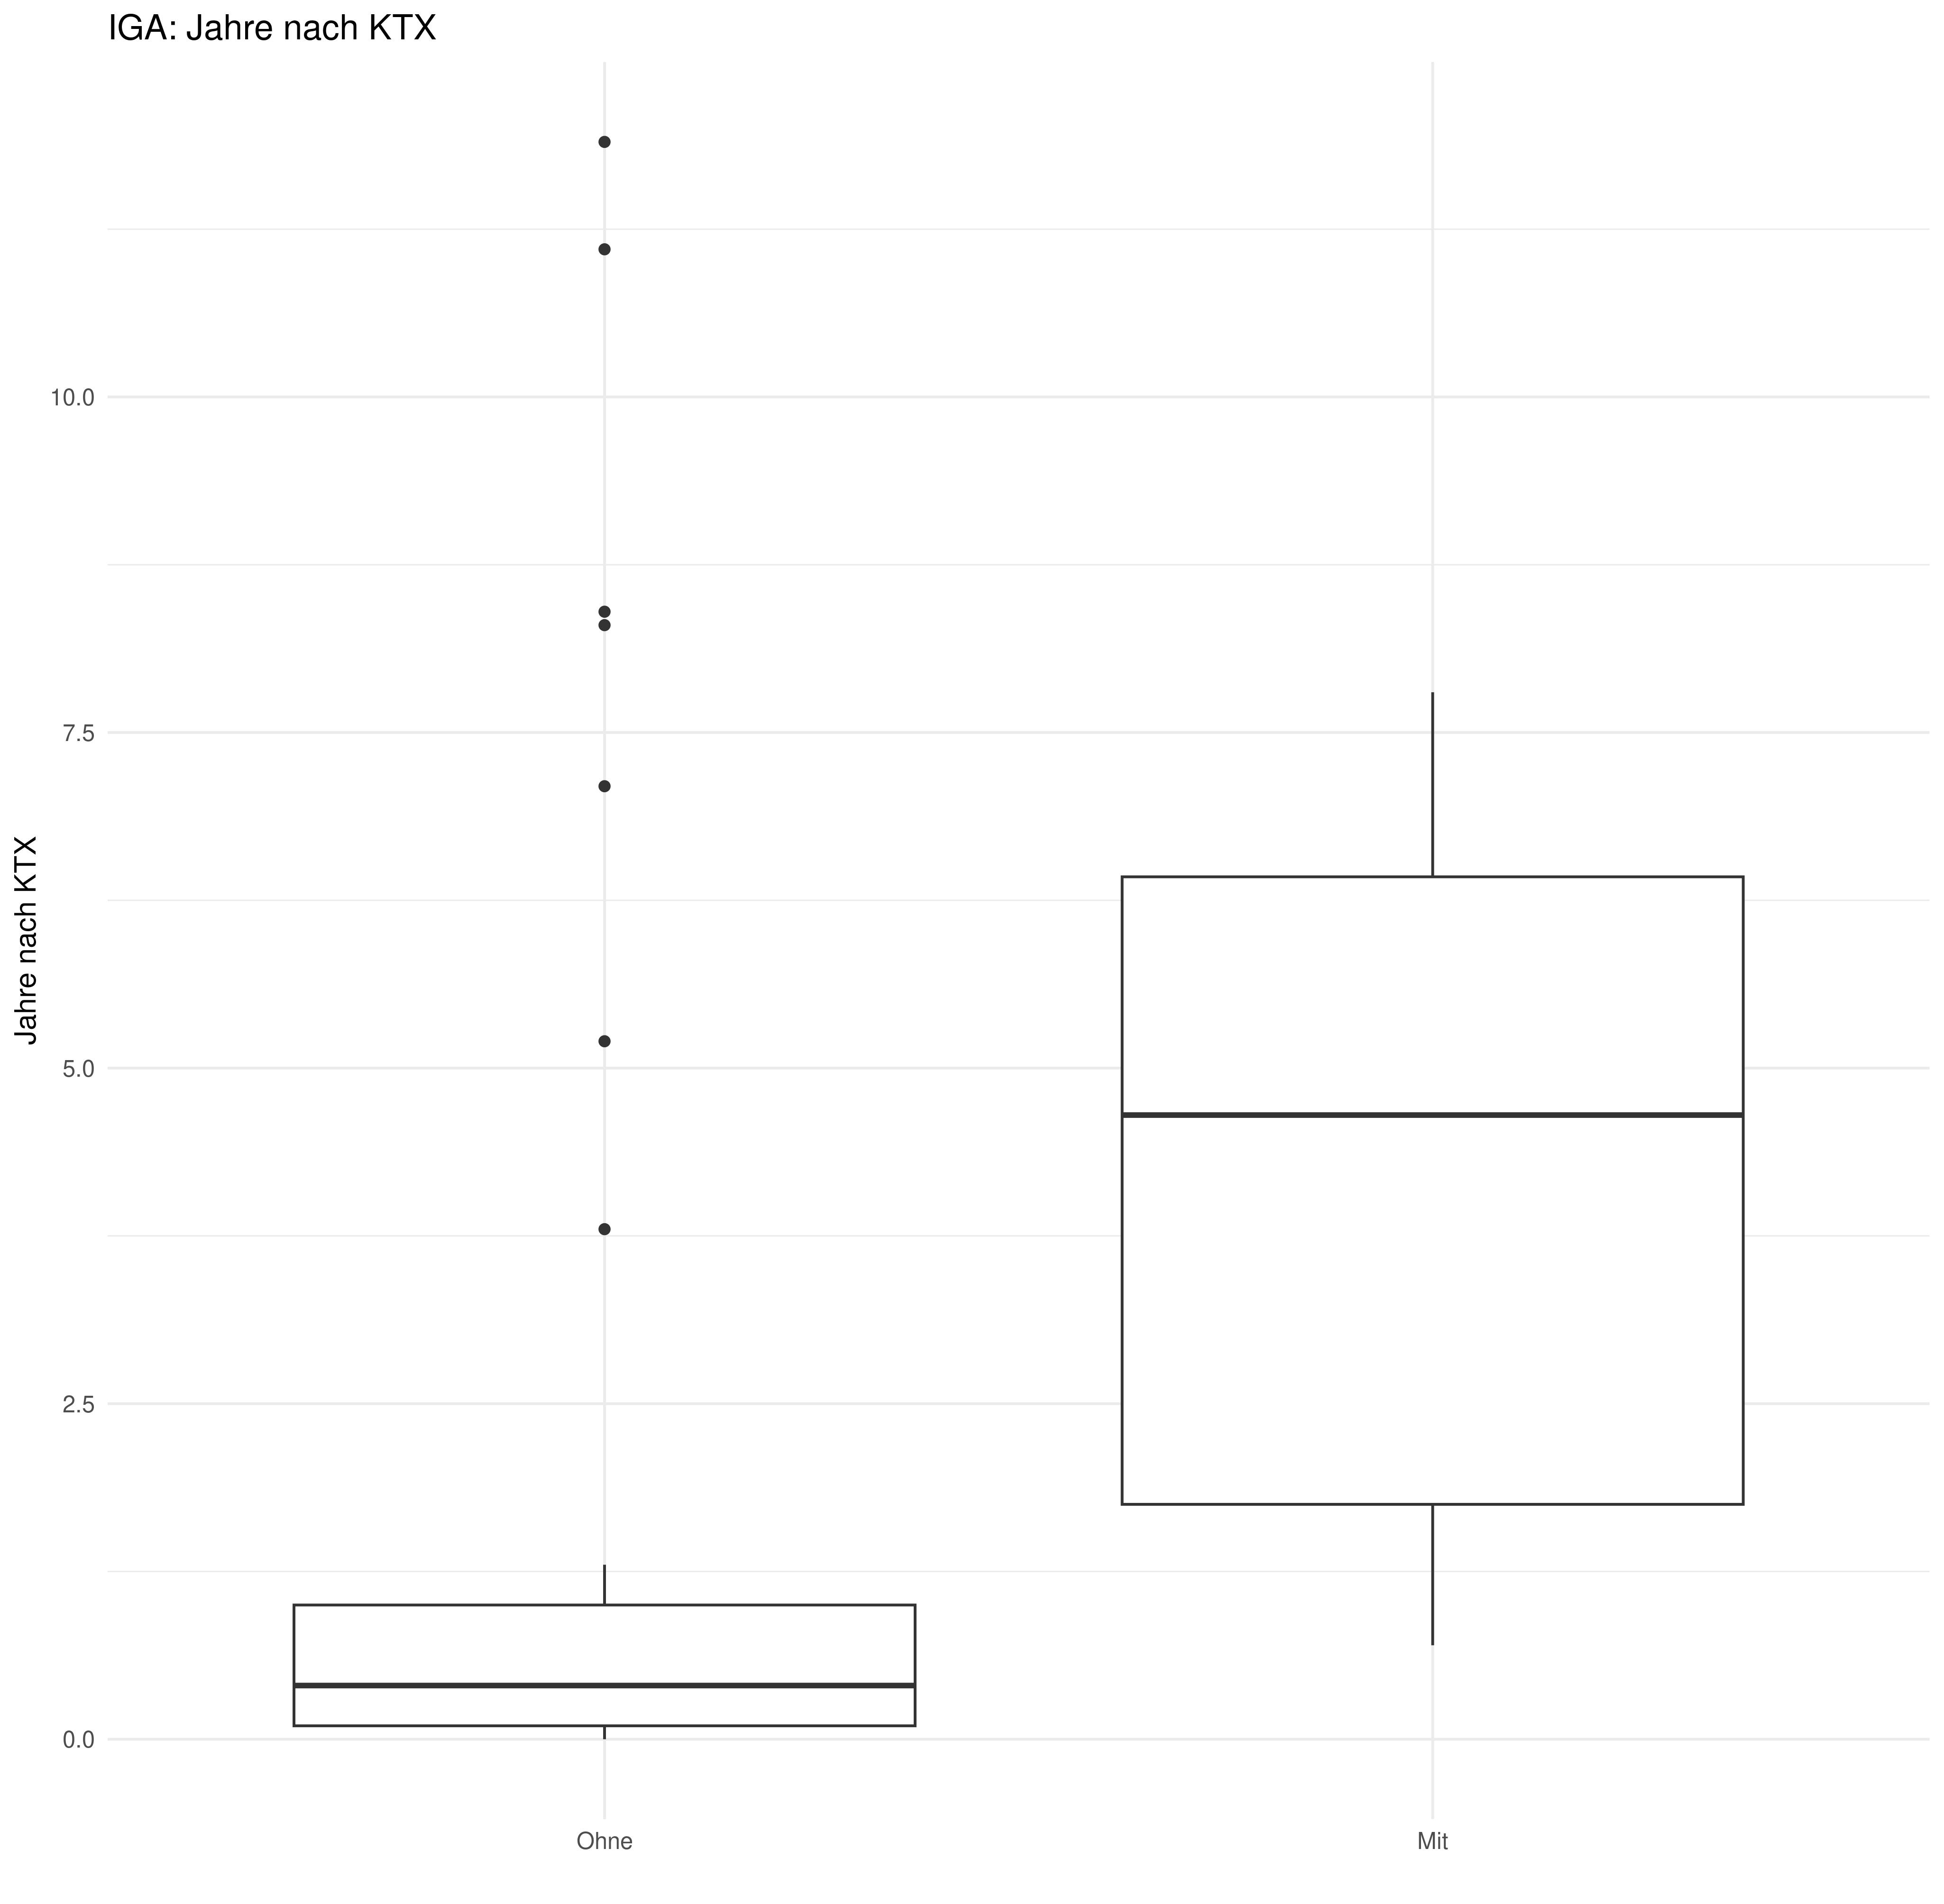 IGA: Jahre nach KTX
10.0
7.5
5.0
2.5
0.0
Jahre nach KTX
Ohne
Mit